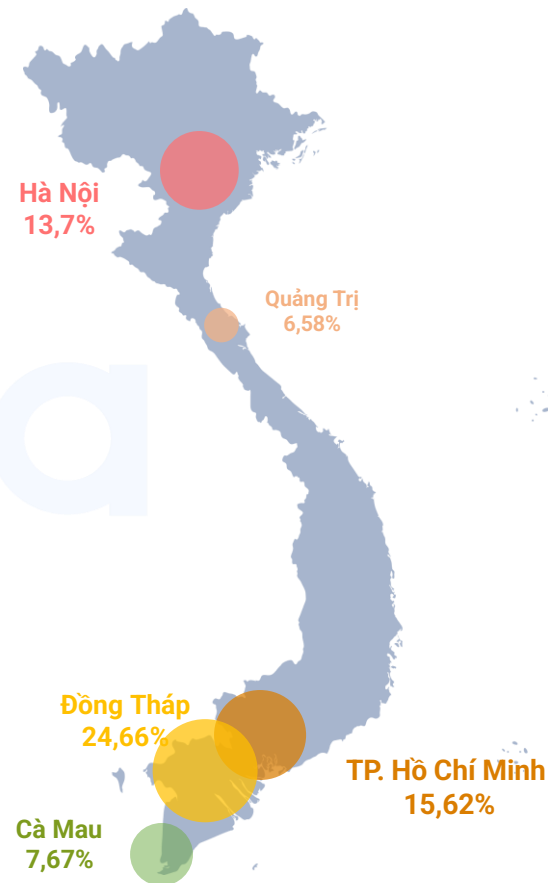 Hà Nội
13,7%
Quảng Trị
6,58%
Đồng Tháp
24,66%
TP. Hồ Chí Minh
15,62%
Cà Mau
7,67%